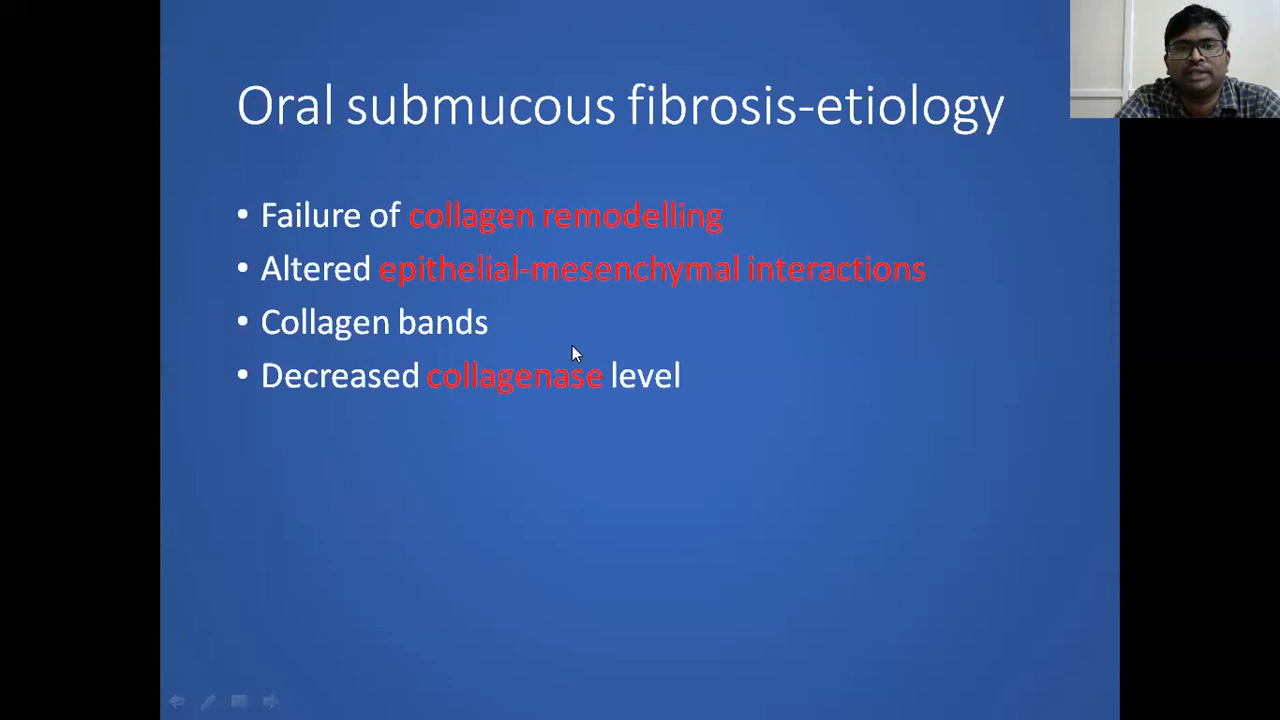 Oral submucous fibrosis-etiology
• Failure of collagen remodelling
• Altered epithelial-mesenchymal interactions
• Collagen bands
• Decreased collagenase level